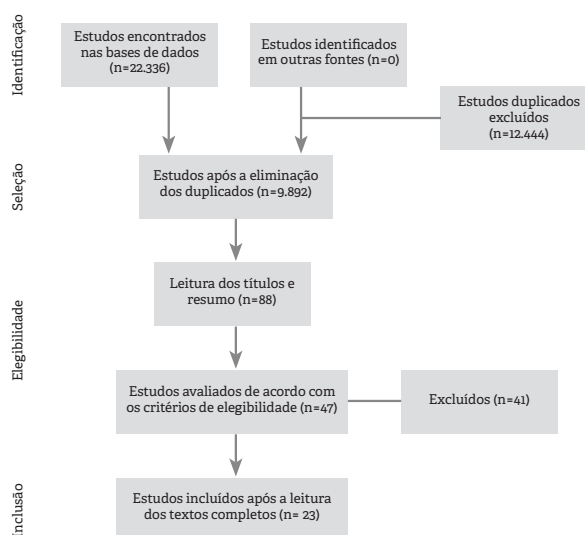 Identificação
Estudos encontrados
nas bases de dados
(n=22.336)
Estudos identificados
em outras fontes (n=0)
Estudos duplicados
excluídos
(n=12.444)
Seleção
Estudos após a eliminação
dos duplicados (n=9.892)
Elegibilidade
Leitura dos títulos e
resumo (n=88)
Estudos avaliados de acordo com
os critérios de elegibilidade (n=47)
Excluídos (n=41)
Inclusão
Estudos incluídos após a leitura
dos textos completos (n= 23)